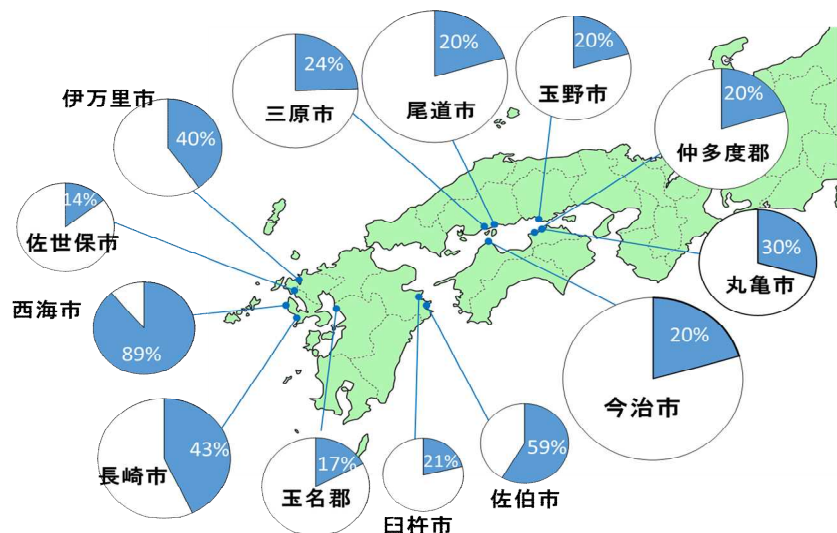 20%
尾道市
20%
玉野市
24%
三原市
20%
仲多度郡
伊万里市
40%
14%
佐世保市
30%
丸亀市
西海市
89%
20%
今治市
43%
長崎市
17%
玉名郡
21%
臼杵市
59%
佐伯市